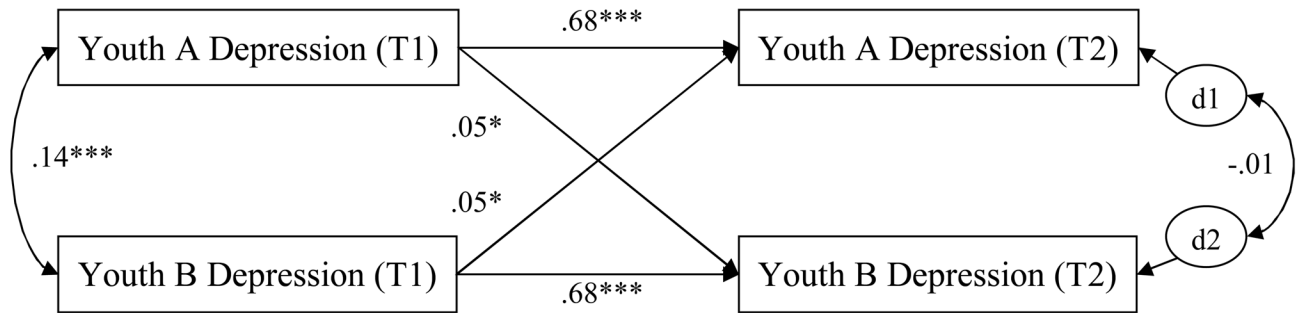 .68***
Youth A Depression (T1)
Youth A Depression (T2)
d1
.05*
.14***
-.01
.05*
d2
Youth B Depression (T1)
Youth B Depression (T2)
.68***